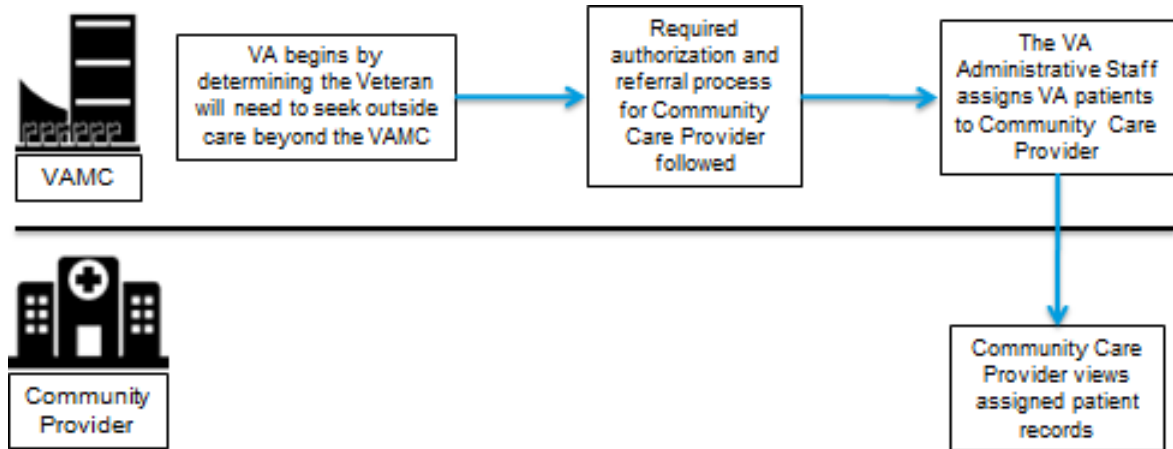 VA begins by
determining the Veteran
will need to seek outside
care beyond the VAMC
Required
authorization and
referral process
for Community
Care Provider
followed
The VA
Administrative Staff
assigns VA patients
to Community Care
Provider
VAMC
Community
Provider
Community Care
Provider views
assigned patient
records